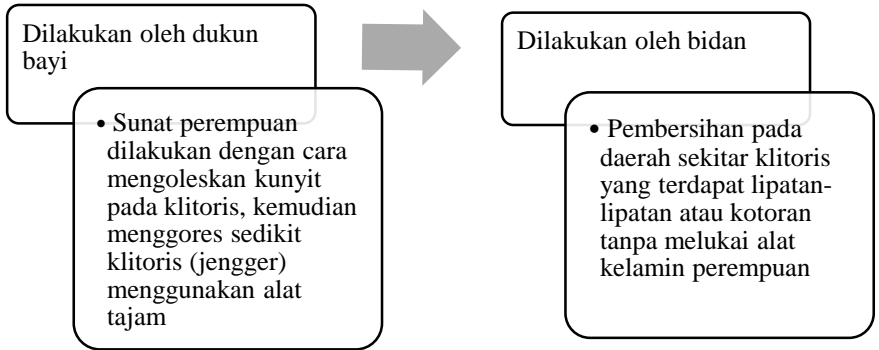 Dilakukan oleh dukun
bayi
• Sunat perempuan
dilakukan dengan cara
mengoleskan kunyit
pada klitoris, kemudian
menggores sedikit
klitoris (jengger)
menggunakan alat
tajam
Dilakukan oleh bidan
• Pembersihan pada
daerah sekitar klitoris
yang terdapat lipatan-
lipatan atau kotoran
tanpa melukai alat
kelamin perempuan